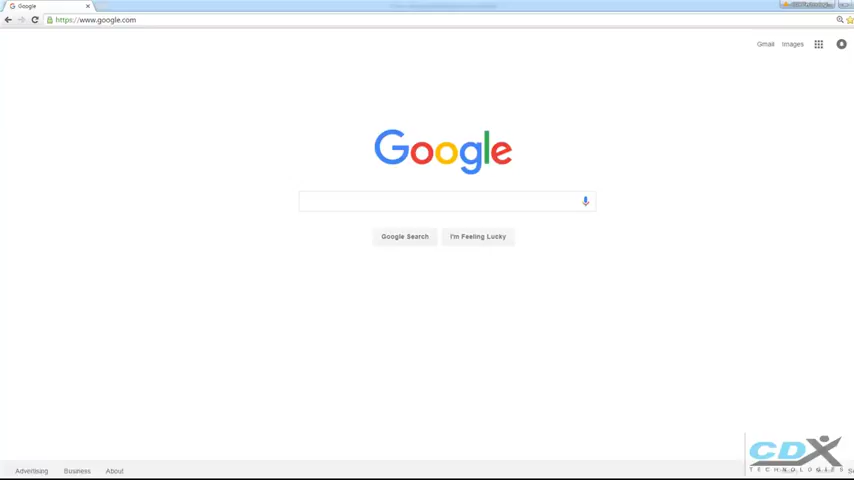 Google
https://www.google.com
Gmail Images
Google
Google Search I'm Feeling Lucky
CDX
TECHNOLOGIES
Advertising Business About